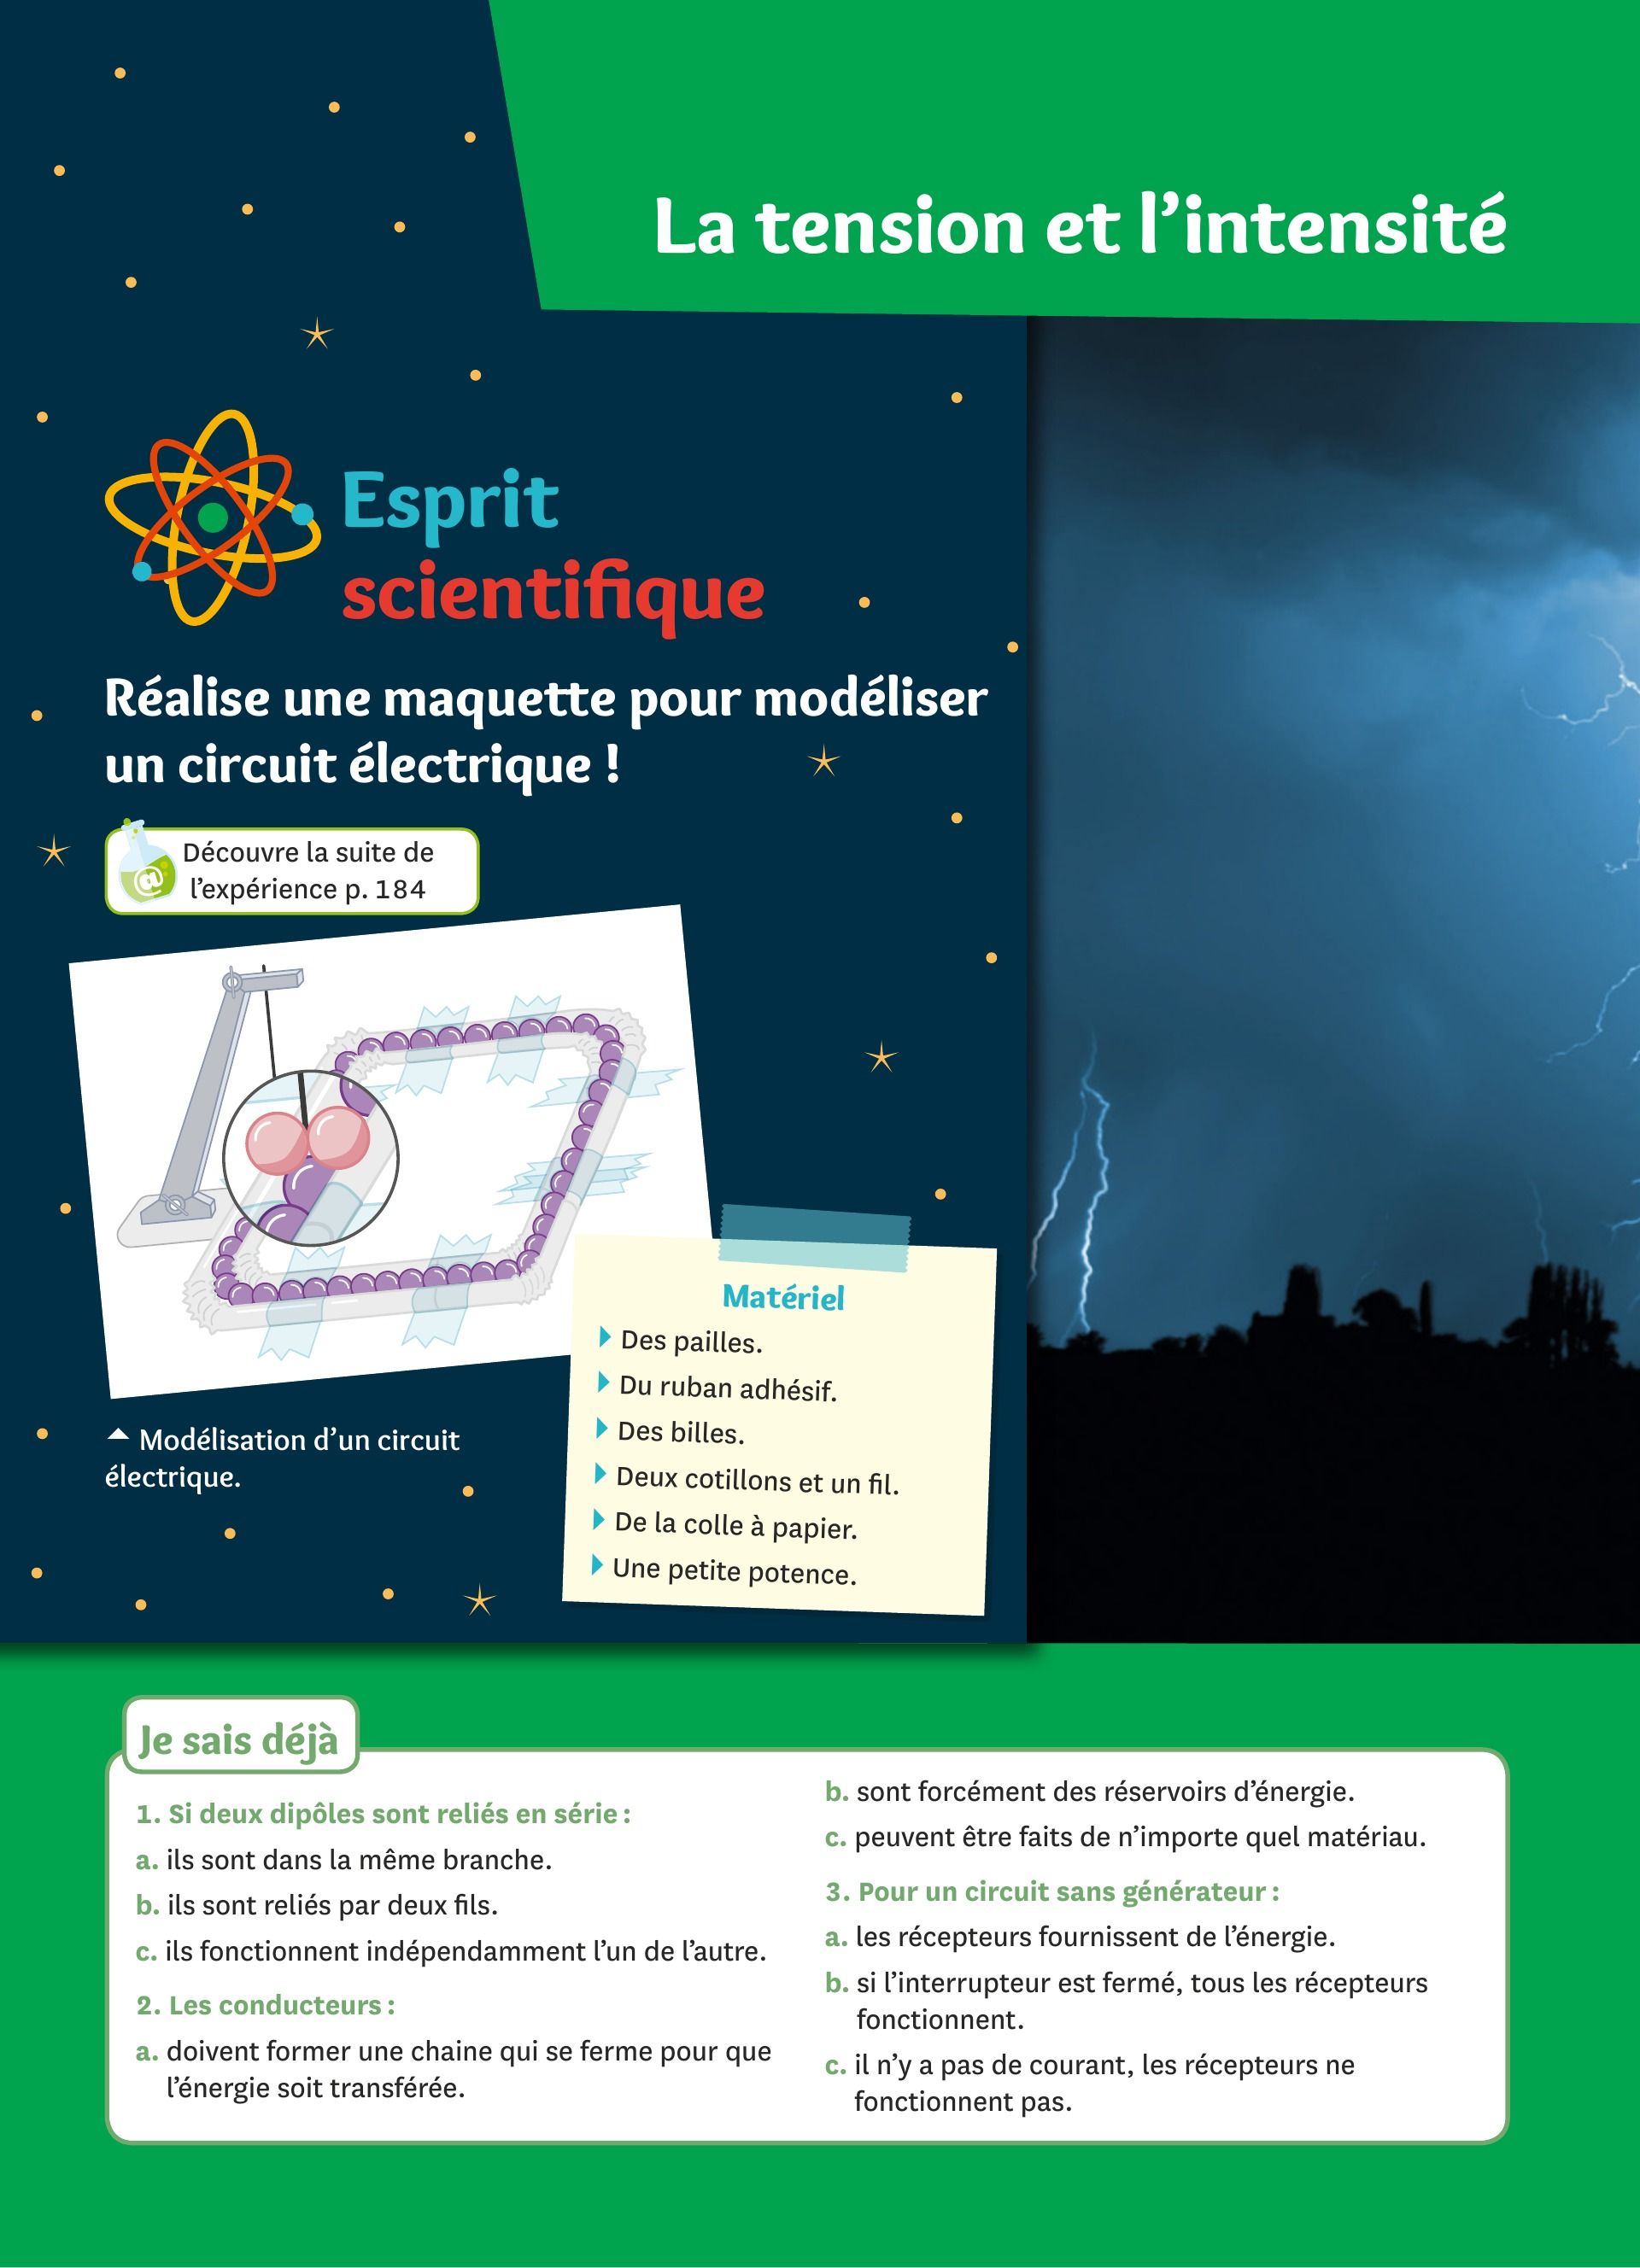 La tension et l'intensité
Esprit
scientifique
Réalise une maquette pour modéliser
un circuit électrique !
@
Découvre la suite de
l'expérience p. 184
Modélisation d'un circuit
électrique.
Matériel
Des pailles.
Du ruban adhésif.
Des billes.
Deux cotillons et un fil.
De la colle à papier.
Une petite potence.
Je sais déjà
1. Si deux dipôles sont reliés en série :
a. ils sont dans la même branche.
b. ils sont reliés par deux fils.
c. ils fonctionnent indépendamment l'un de l'autre.
2. Les conducteurs :
a. doivent former une chaine qui se ferme pour que
l'énergie soit transférée.
b. sont forcément des réservoirs d'énergie.
c. peuvent être faits de n'importe quel matériau.
3. Pour un circuit sans générateur :
a. les récepteurs fournissent de l'énergie.
b. si l'interrupteur est fermé, tous les récepteurs
fonctionnent.
c. il n'y a pas de courant, les récepteurs ne
fonctionnent pas.